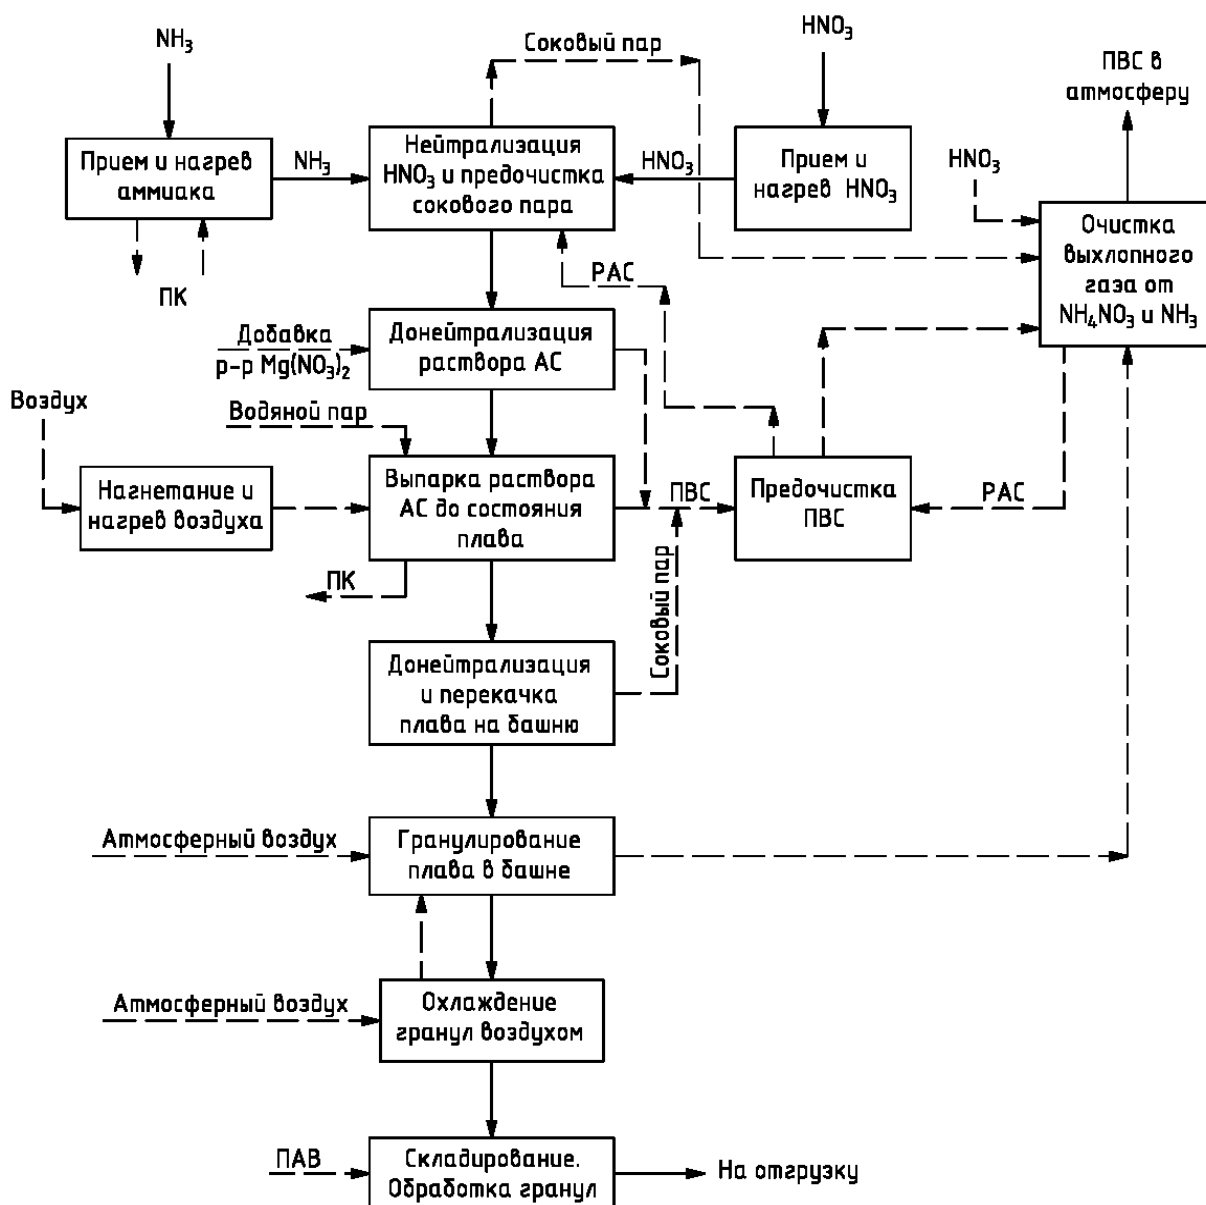 NH₃
Соковый пар
HNO₃
ПВС в
атмосферу
Прием и нагрев
аммиака
NH₃
Нейтрализация
HNO₃ и предочистка
сокового пара
HNO₃
Прием и
нагрев HNO₃
HNO₃
Очистка
выхлопного
газа от
NH₄NO₃ и NH₃
ПК
РАС
Добавка
р-р Mg(NO₃)₂
Донейтрализация
раствора АС
Воздух
Водяной пар
Нагнетание и
нагрев воздуха
Выпарка раствора
АС до состояния
плава
ПВС
Предочистка
ПВС
РАС
ПК
Соковый пар
Донейтрализация
и перекачка
плава на башню
Атмосферный воздух
Гранулирование
плава в башне
Атмосферный воздух
Охлаждение
гранул воздухом
ПАВ
Складирование.
Обработка гранул
На отгрузку